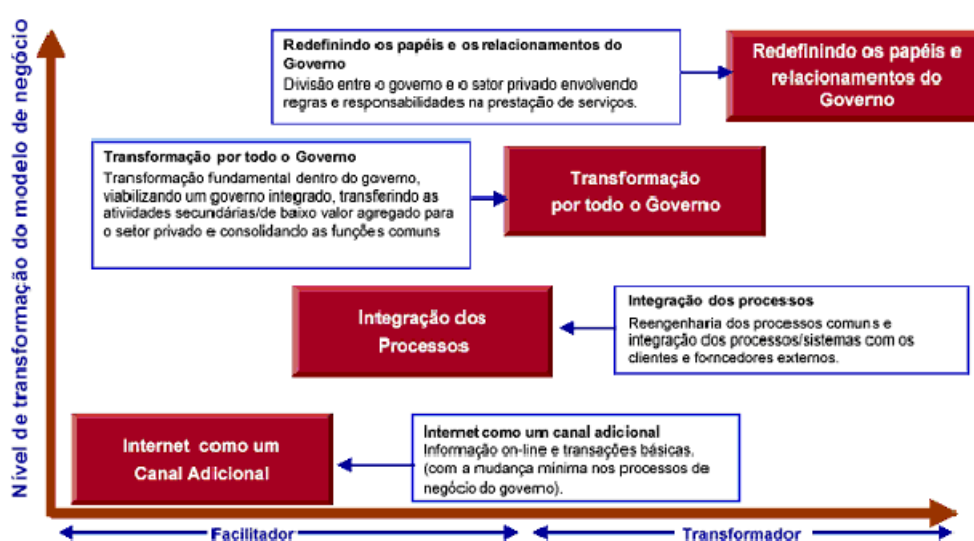 Nível de transformação do modelo de negócio
Redefinindo os papéis e os relacionamentos do
Governo
Divisão entre o governo e o setor privado envolvendo
regras e responsabilidades na prestação de serviços.
Redefinindo os papéis e
relacionamentos do
Governo
Transformação por todo o Governo
Transformação fundamental dentro do governo,
viabilizando um governo integrado, transferindo as
atividades secundárias/de baixo valor agregado para
o setor privado e consolidando as funções comuns
Transformação
por todo o Governo
Integração dos
Processos
Integração dos processos
Reengenharia dos processos comuns e
integração dos processos/sistemas com os
clientes e forncedores externos.
Internet como um
Canal Adicional
Internet como um canal adicional
Informação on-line e transações básicas.
(com a mudança mínima nos processos de
negócio do governo).
Facilitador
Transformador